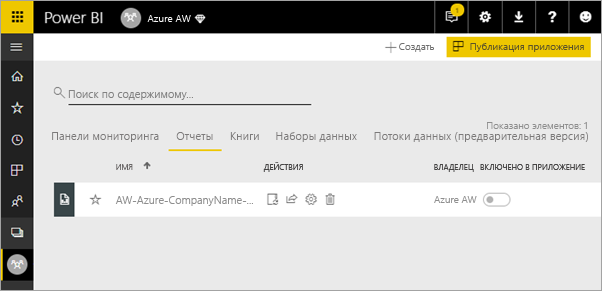 Power BI Azure AW 1 ?
Создать Публикация приложения
Поиск по содержимому...
Показано элементов: 1
Панели мониторинга Отчеты Книги Наборы данных Потоки данных (предварительная версия)
ИМЯ ДЕЙСТВИЯ ВЛАДЕЛЕЦ ВКЛЮЧЕНО В ПРИЛОЖЕНИЕ
AW-Azure-CompanyName-... Azure AW